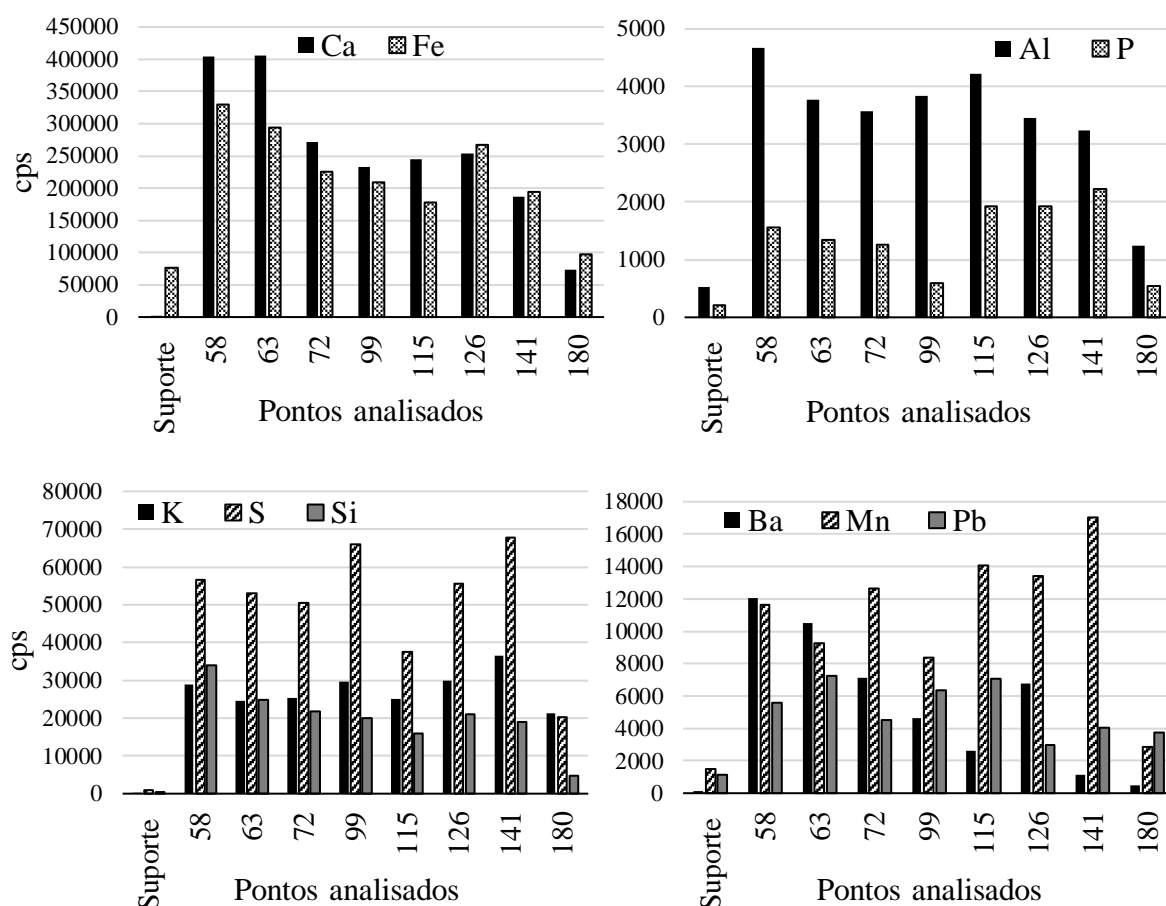 450000
400000
350000
300000
250000
200000
150000
100000
50000
0
cps
Ca Fe
Suporte 58 63 72 99 115 126 141 180
Pontos analisados
5000
4000
3000
2000
1000
0
Al P
Suporte 58 63 72 99 115 126 141 180
Pontos analisados
80000
70000
60000
50000
40000
30000
20000
10000
0
cps
K S Si
Suporte 58 63 72 99 115 126 141 180
Pontos analisados
18000
16000
14000
12000
10000
8000
6000
4000
2000
0
Ba Mn Pb
Suporte 58 63 72 99 115 126 141 180
Pontos analisados